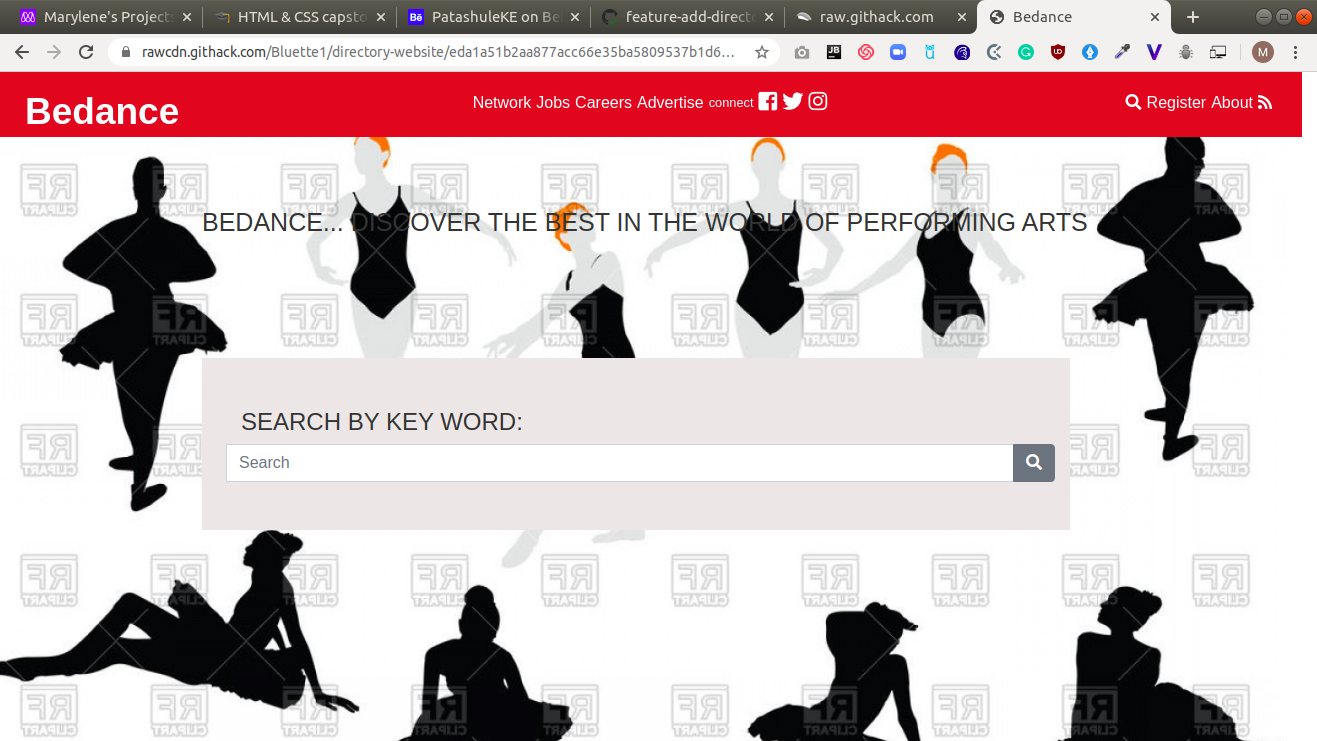 Marylene's Projects
HTML & CSS capsto
PatashuleKE on Be
feature-add-directo
raw.githack.com
Bedance
rawcdn.githack.com/Bluette1/directory-website/eda1a51b2aa877acc66e35ba5809537b1d6...
JB
UD
M
Bedance
Network Jobs Careers Advertise connect
Register About
BEDANCE... DISCOVER THE BEST IN THE WORLD OF PERFORMING ARTS
SEARCH BY KEY WORD:
Search
RF CLIPART